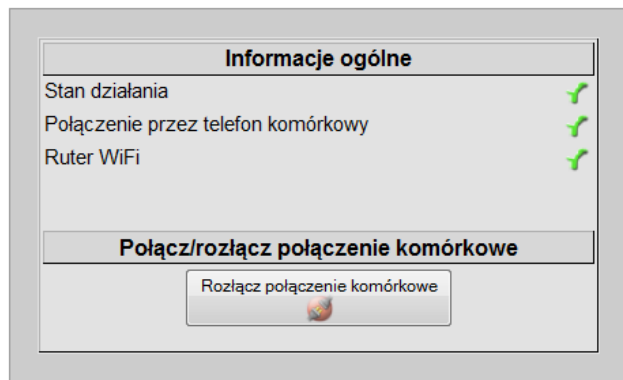 Informacje ogólne
Stan działania
Połączenie przez telefon komórkowy
Ruter WiFi
Połącz/rozłącz połączenie komórkowe
Rozłącz połączenie komórkowe